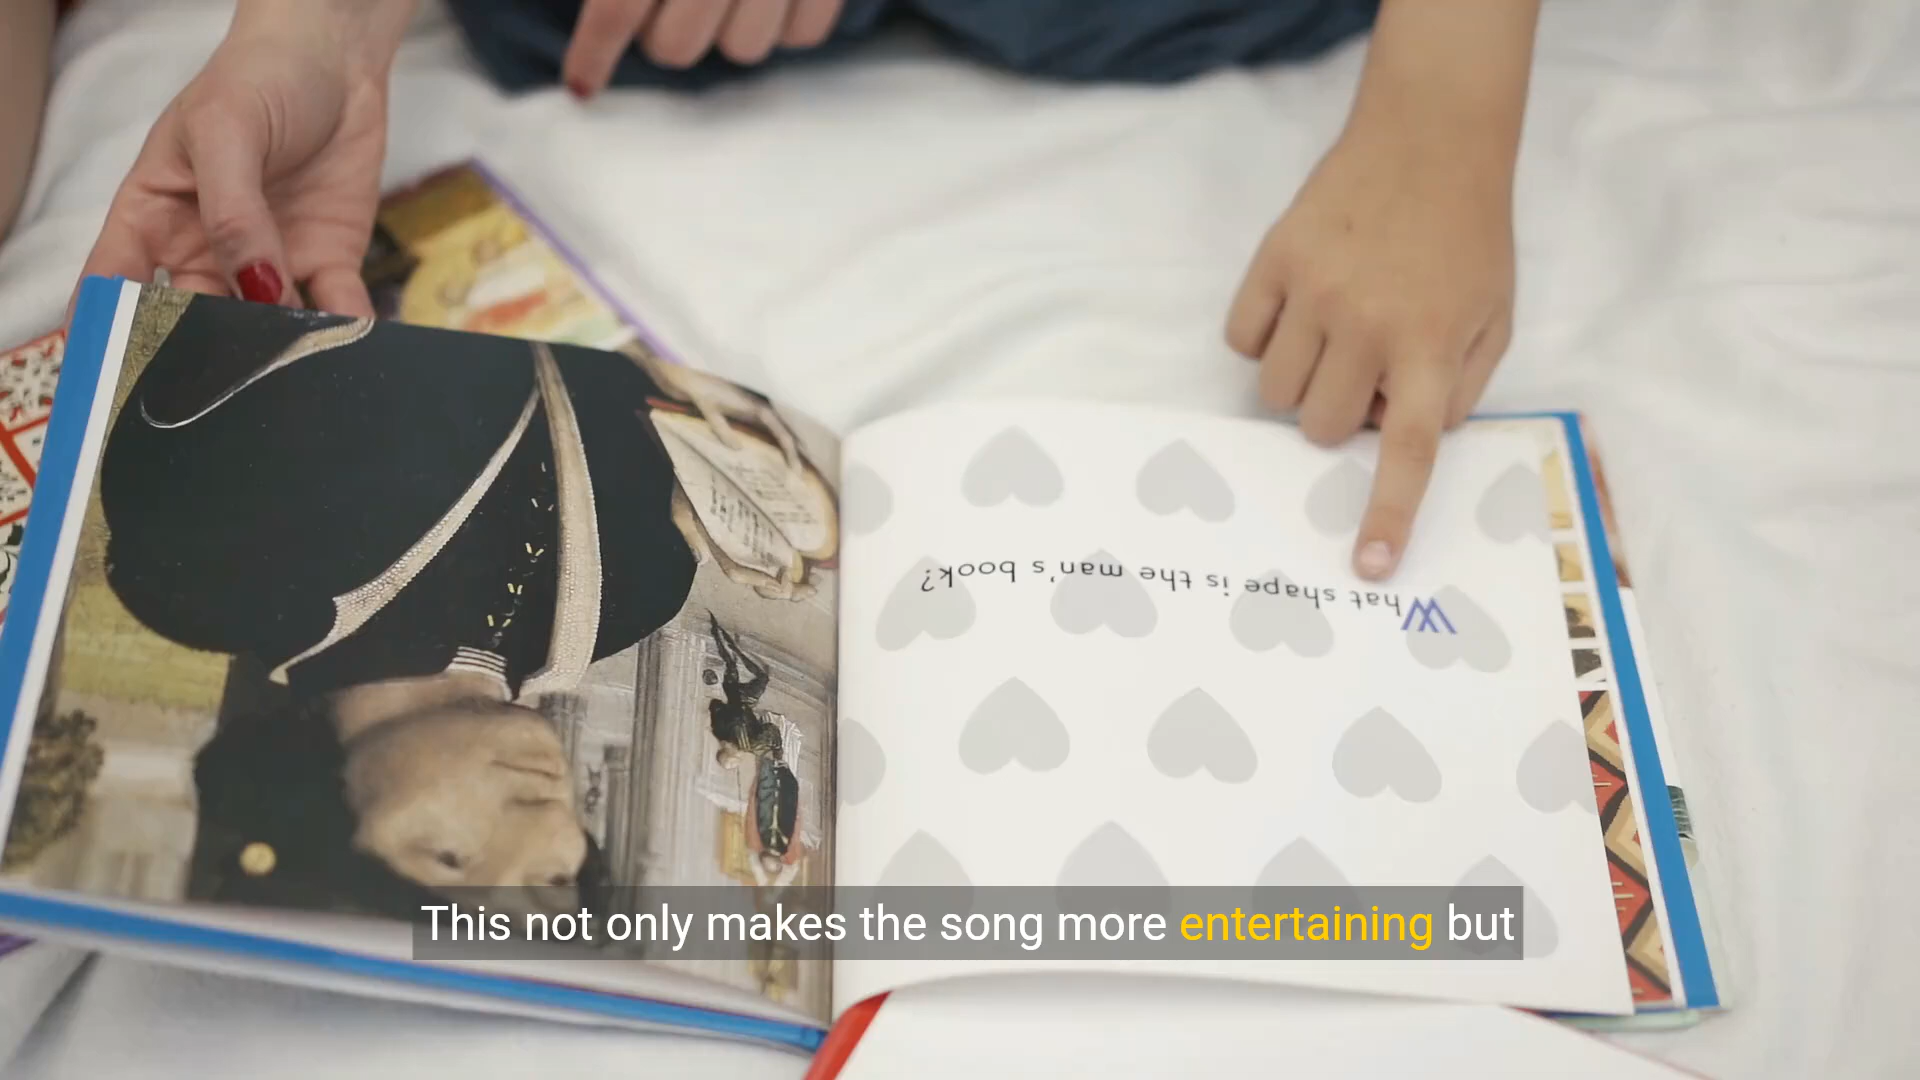 What shape is the man's book?
This not only makes the song more entertaining but